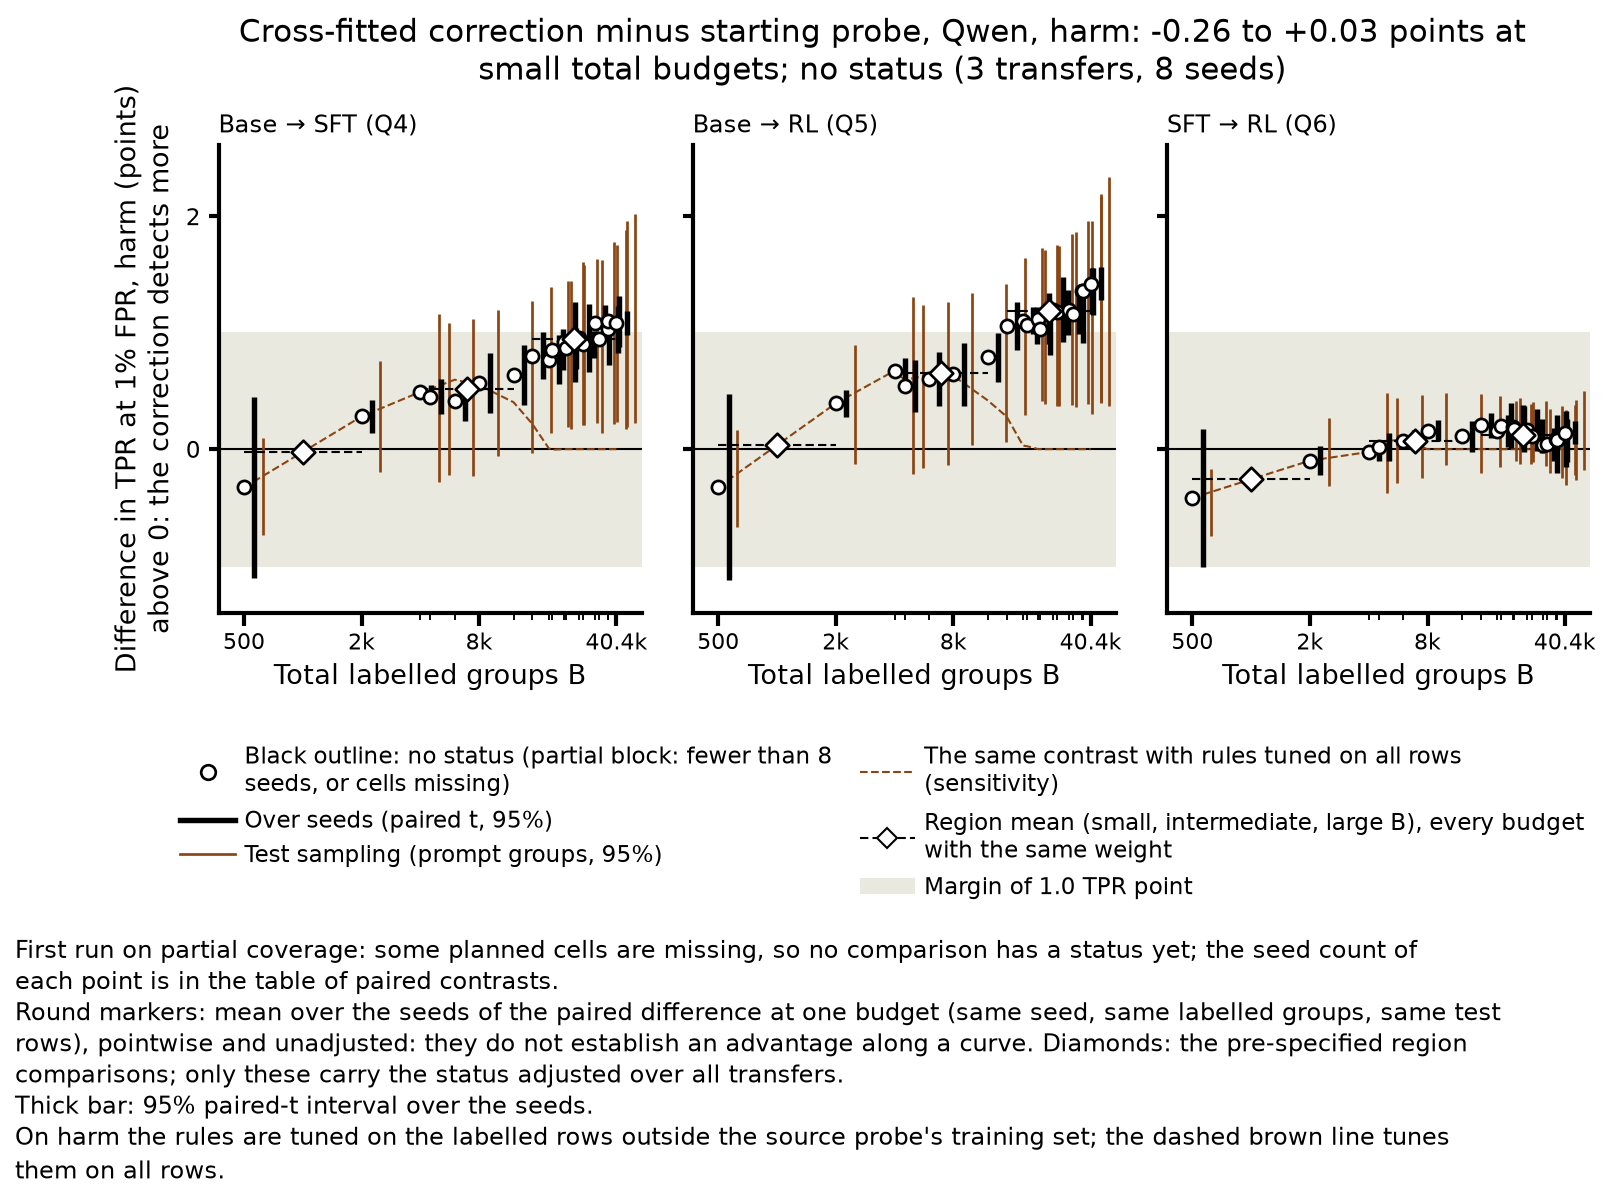 Cross-fitted correction minus starting probe, Qwen, harm: -0.26 to +0.03 points at
small total budgets; no status (3 transfers, 8 seeds)
Difference in TPR at 1% FPR, harm (points)
above 0: the correction detects more
Base → SFT (Q4)
Base → RL (Q5)
SFT → RL (Q6)
2
0
500
2k
8k
40.4k
500
2k
8k
40.4k
500
2k
8k
40.4k
Total labelled groups B
Total labelled groups B
Total labelled groups B
Black outline: no status (partial block: fewer than 8
seeds, or cells missing)
Over seeds (paired t, 95%)
Test sampling (prompt groups, 95%)
The same contrast with rules tuned on all rows
(sensitivity)
Region mean (small, intermediate, large B), every budget
with the same weight
Margin of 1.0 TPR point
First run on partial coverage: some planned cells are missing, so no comparison has a status yet; the seed count of
each point is in the table of paired contrasts.
Round markers: mean over the seeds of the paired difference at one budget (same seed, same labelled groups, same test
rows), pointwise and unadjusted: they do not establish an advantage along a curve. Diamonds: the pre-specified region
comparisons; only these carry the status adjusted over all transfers.
Thick bar: 95% paired-t interval over the seeds.
On harm the rules are tuned on the labelled rows outside the source probe's training set; the dashed brown line tunes
them on all rows.